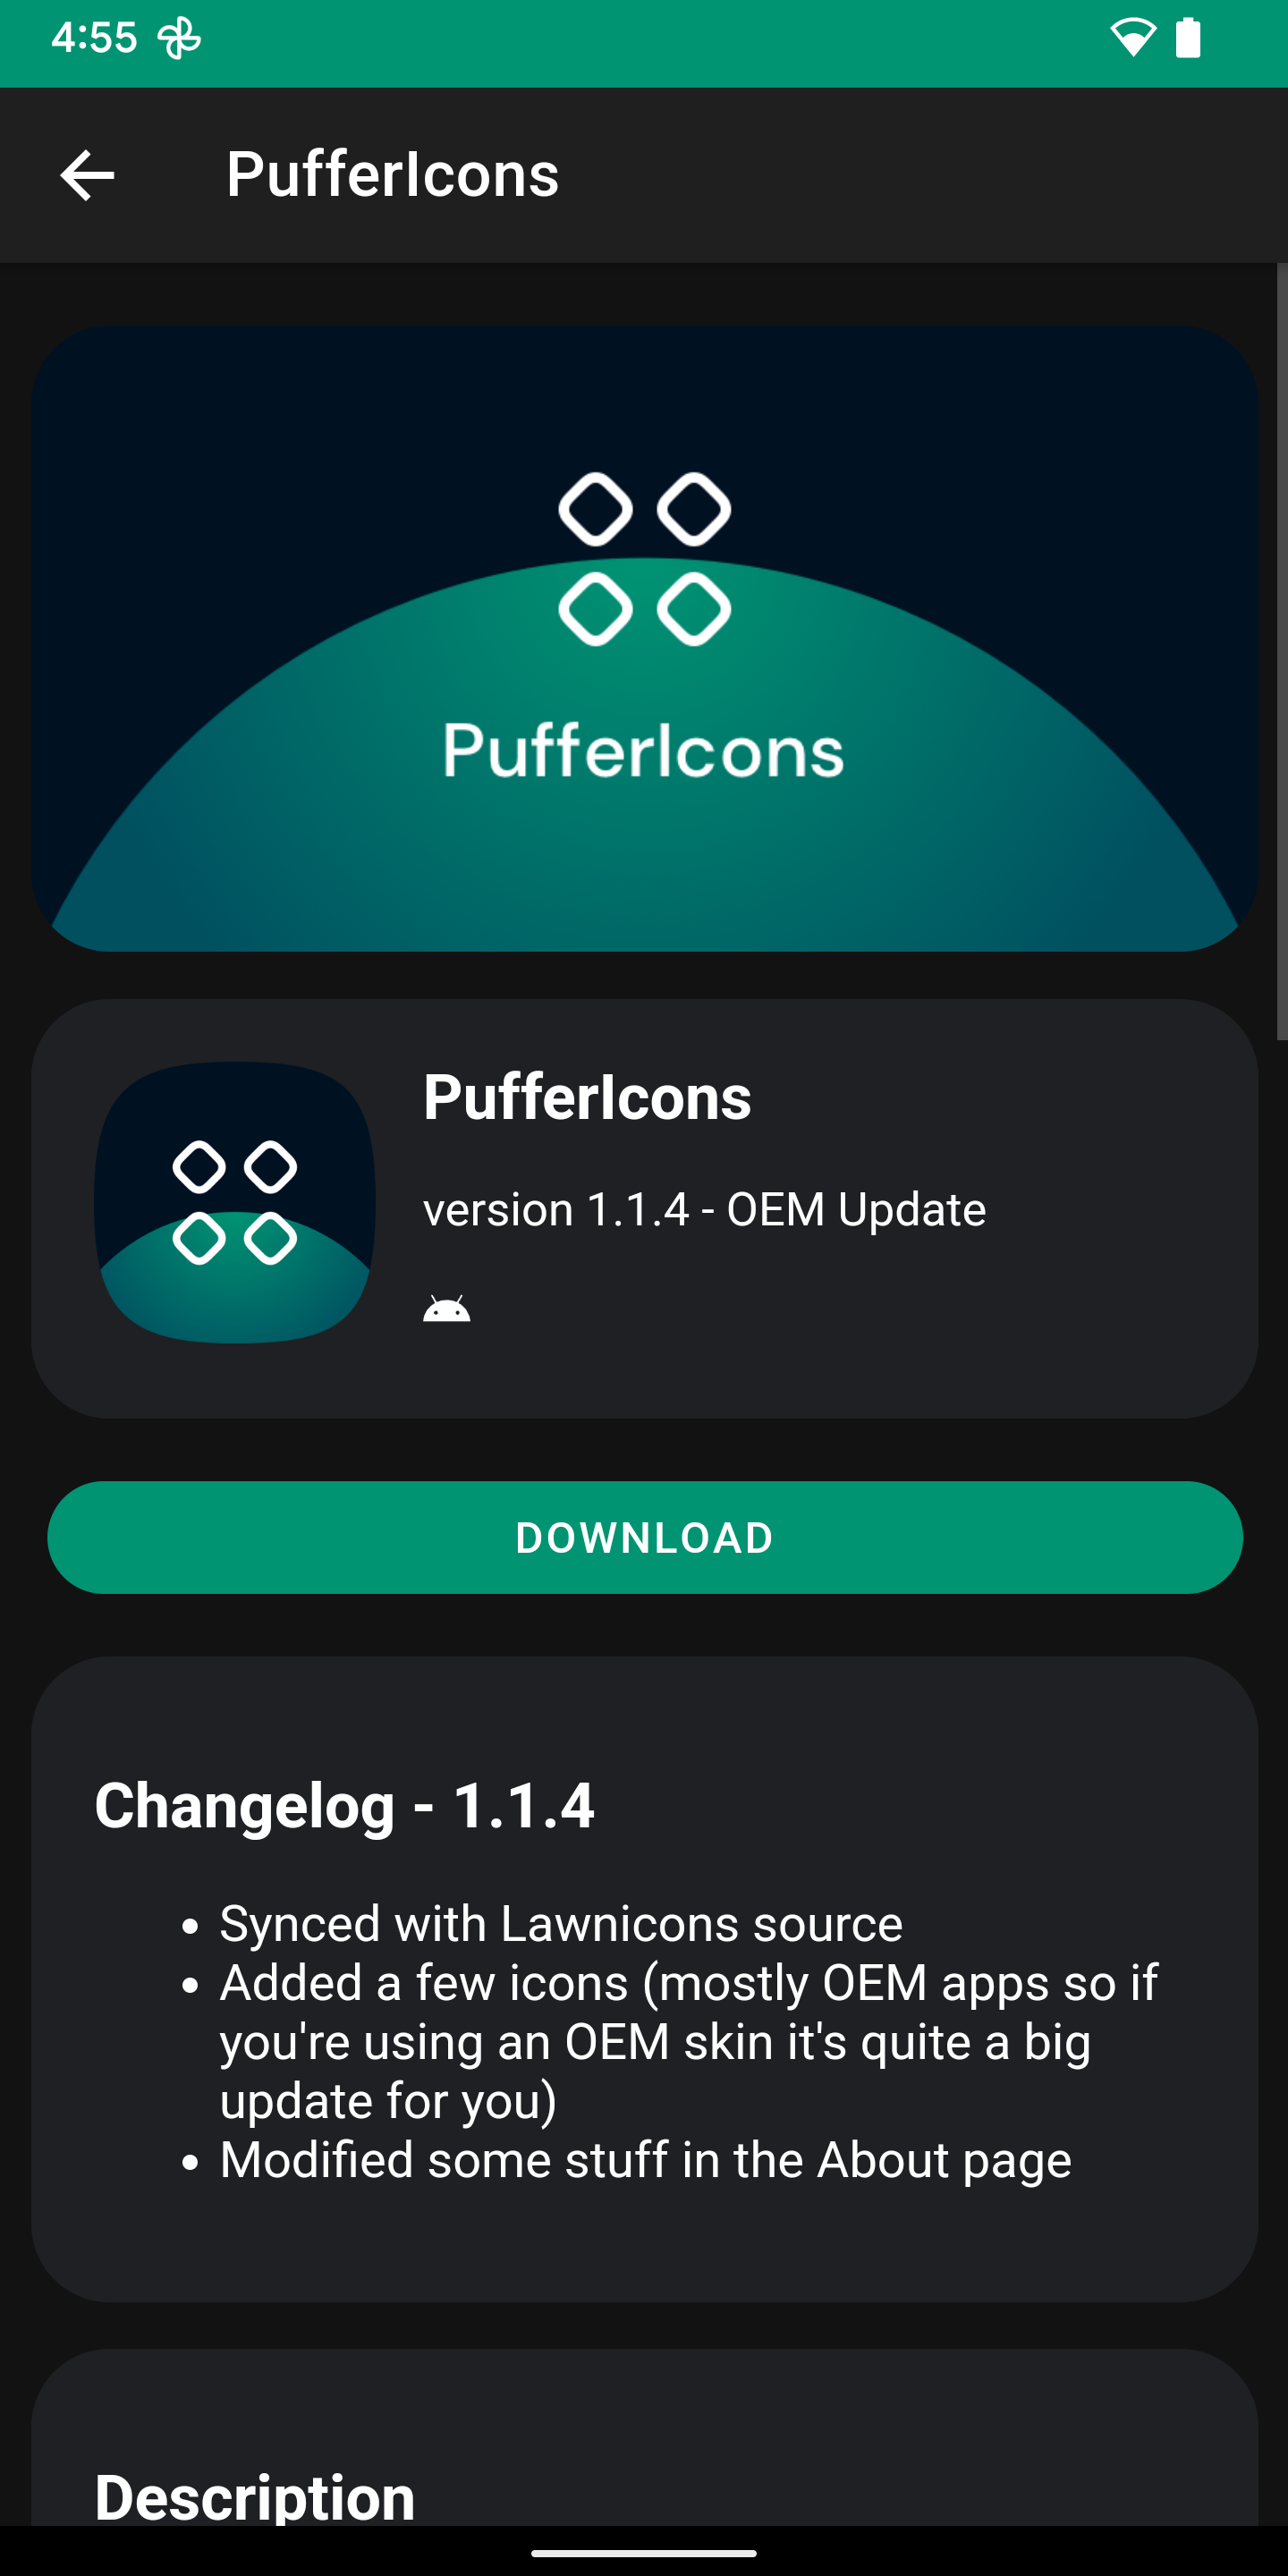 4:55
PufferIcons
PufferIcons
PufferIcons
version 1.1.4 - OEM Update
DOWNLOAD
Changelog - 1.1.4
• Synced with Lawnicons source
• Added a few icons (mostly OEM apps so if
you're using an OEM skin it's quite a big
update for you)
• Modified some stuff in the About page
Description